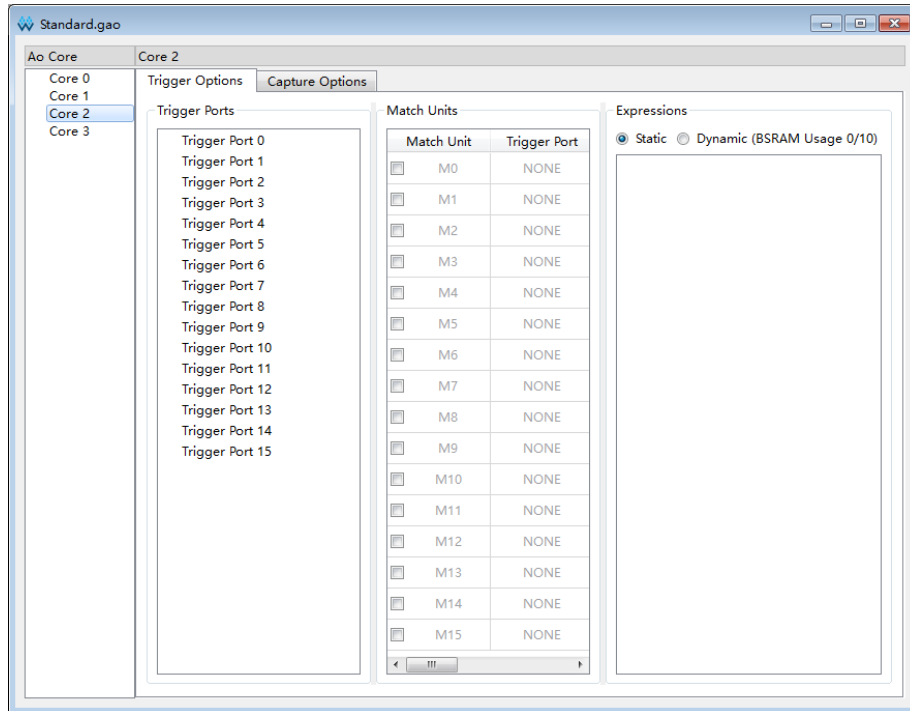 Standard.gao
Ao Core
Core 2
Core 0
Core 1
Core 2
Core 3
Trigger Options
Capture Options
Trigger Ports
Trigger Port 0
Trigger Port 1
Trigger Port 2
Trigger Port 3
Trigger Port 4
Trigger Port 5
Trigger Port 6
Trigger Port 7
Trigger Port 8
Trigger Port 9
Trigger Port 10
Trigger Port 11
Trigger Port 12
Trigger Port 13
Trigger Port 14
Trigger Port 15
Match Units
Match Unit Trigger Port
M0 NONE
M1 NONE
M2 NONE
M3 NONE
M4 NONE
M5 NONE
M6 NONE
M7 NONE
M8 NONE
M9 NONE
M10 NONE
M11 NONE
M12 NONE
M13 NONE
M14 NONE
M15 NONE
Expressions
Static Dynamic (BSRAM Usage 0/10)